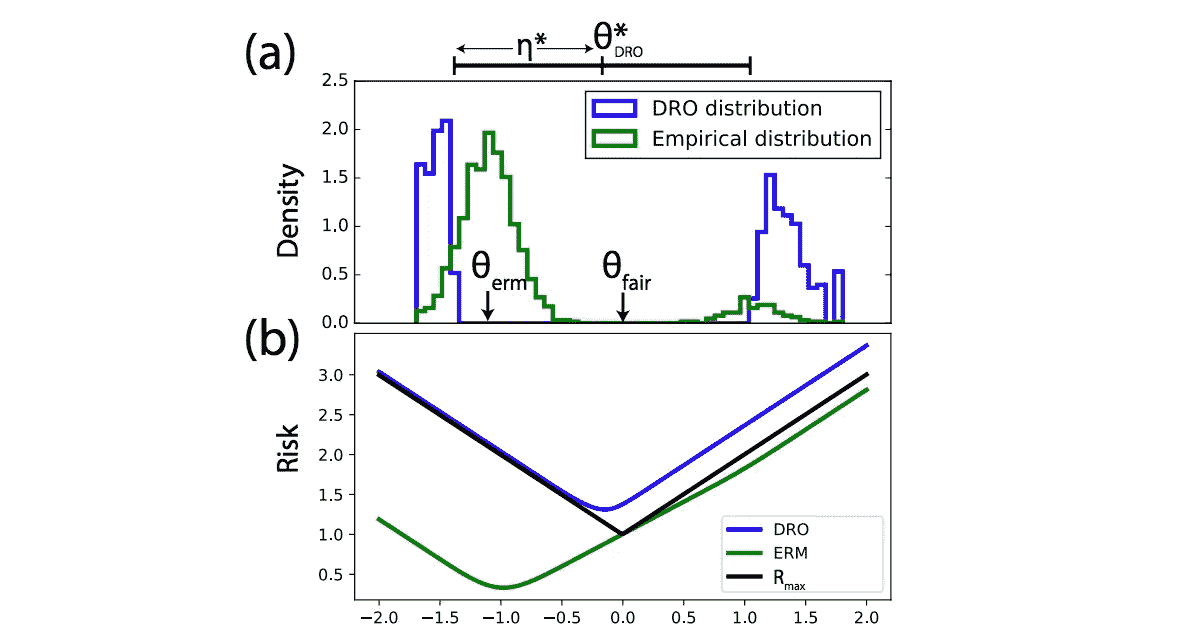 (a)
η*
θ*DRO
2.5
2.0
1.5
1.0
0.5
0.0
Density
DRO distribution
Empirical distribution
θerm
θfair
(b)
3.0
2.5
2.0
1.5
1.0
0.5
Risk
DRO
ERM
Rmax
−2.0 −1.5 −1.0 −0.5 0.0 0.5 1.0 1.5 2.0